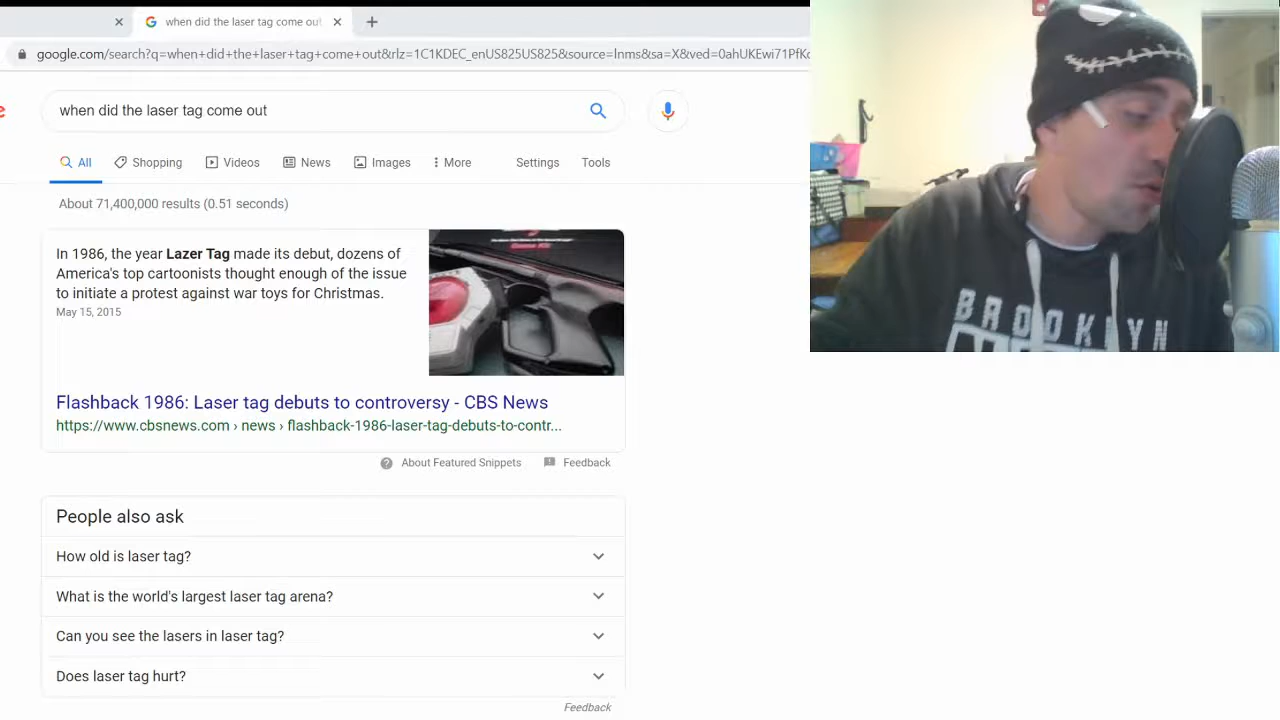 when did the laser tag come out
google.com/search?q=when+did+the+laser+tag+come+out&rlz=1C1KDEC_enUS825US825&source=lnms&sa=X&ved=0ahUKEwi71PfKc
when did the laser tag come out
All
Shopping
Videos
News
Images
More
Settings
Tools
About 71,400,000 results (0.51 seconds)
In 1986, the year Lazer Tag made its debut, dozens of
America's top cartoonists thought enough of the issue
to initiate a protest against war toys for Christmas.
May 15, 2015
Flashback 1986: Laser tag debuts to controversy - CBS News
https://www.cbsnews.com › news › flashback-1986-laser-tag-debuts-to-contr...
About Featured Snippets
Feedback
People also ask
How old is laser tag?
What is the world's largest laser tag arena?
Can you see the lasers in laser tag?
Does laser tag hurt?
Feedback
BROOKLYN